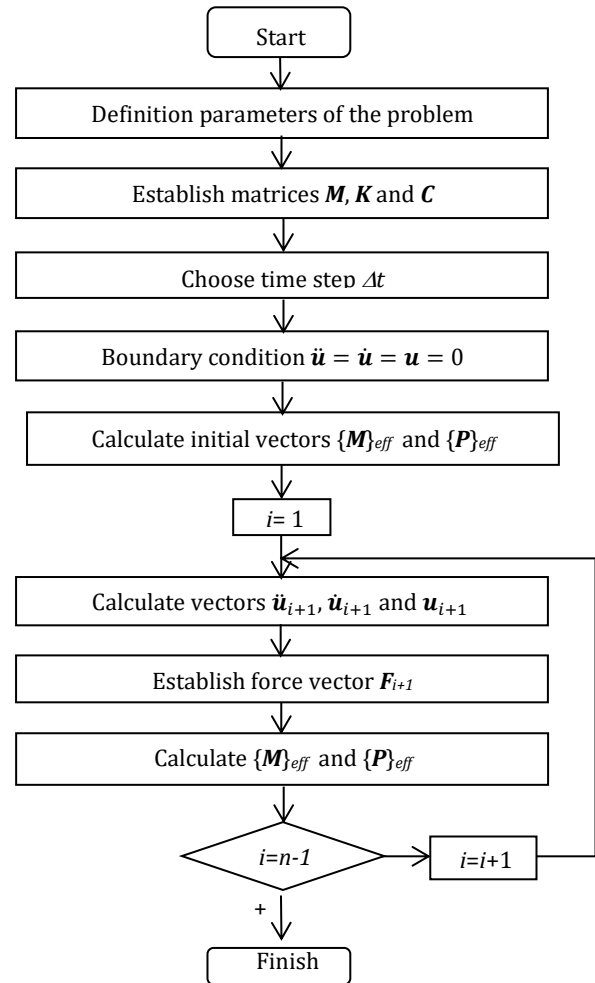 Start
Definition parameters of the problem
Establish matrices M, K and C
Choose time step Δt
Boundary condition ü = u̇ = u = 0
Calculate initial vectors {M}eff and {P}eff
i= 1
Calculate vectors üi+1, u̇i+1 and ui+1
Establish force vector Fi+1
Calculate {M}eff and {P}eff
i=n-1
i=i+1
+
Finish